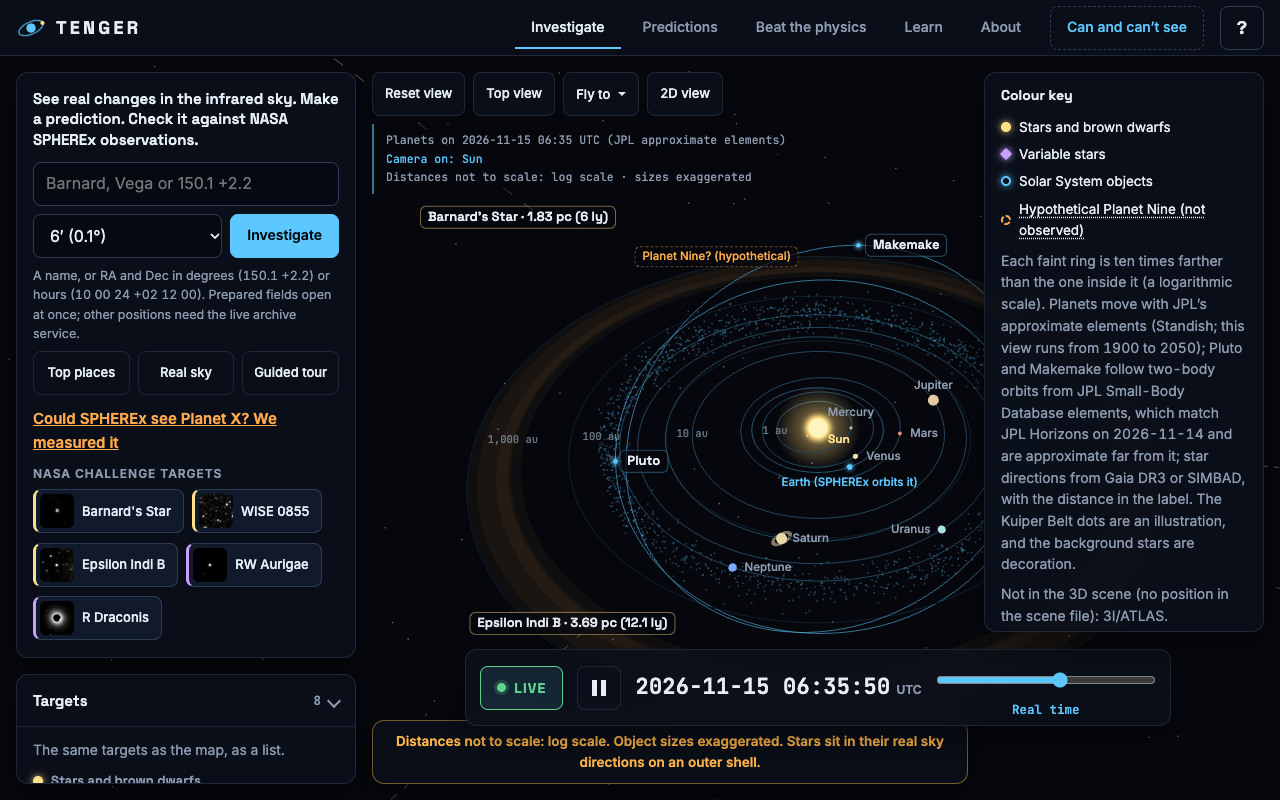 TENGER
Investigate
Predictions
Beat the physics
Learn
About
Can and can't see
?
See real changes in the infrared sky. Make
a prediction. Check it against NASA
SPHEREx observations.
Barnard, Vega or 150.1 +2.2
6′ (0.1°)
Investigate
A name, or RA and Dec in degrees (150.1 +2.2) or
hours (10 00 24 +02 12 00). Prepared fields open
at once; other positions need the live archive
service.
Top places
Real sky
Guided tour
Could SPHEREx see Planet X? We
measured it
NASA CHALLENGE TARGETS
Barnard's Star
WISE 0855
Epsilon Indi B
RW Aurigae
R Draconis
Targets
8
The same targets as the map, as a list.
Stars and brown dwarfs
Reset view
Top view
Fly to
2D view
Planets on 2026-11-15 06:35 UTC (JPL approximate elements)
Camera on: Sun
Distances not to scale: log scale · sizes exaggerated
Barnard's Star · 1.83 pc (6 ly)
Makemake
Planet Nine? (hypothetical)
Jupiter
Mercury
1,000 au
100 au
10 au
1 au
Sun
Mars
Venus
Pluto
Earth (SPHEREx orbits it)
Uranus
Saturn
Neptune
Epsilon Indi B · 3.69 pc (12.1 ly)
LIVE
2026-11-15 06:35:50 UTC
Real time
Distances not to scale: log scale. Object sizes exaggerated. Stars sit in their real sky
directions on an outer shell.
Colour key
Stars and brown dwarfs
Variable stars
Solar System objects
Hypothetical Planet Nine (not
observed)
Each faint ring is ten times farther
than the one inside it (a logarithmic
scale). Planets move with JPL's
approximate elements (Standish; this
view runs from 1900 to 2050); Pluto
and Makemake follow two-body
orbits from JPL Small-Body
Database elements, which match
JPL Horizons on 2026-11-14 and
are approximate far from it; star
directions from Gaia DR3 or SIMBAD,
with the distance in the label. The
Kuiper Belt dots are an illustration,
and the background stars are
decoration.
Not in the 3D scene (no position in
the scene file): 3I/ATLAS.